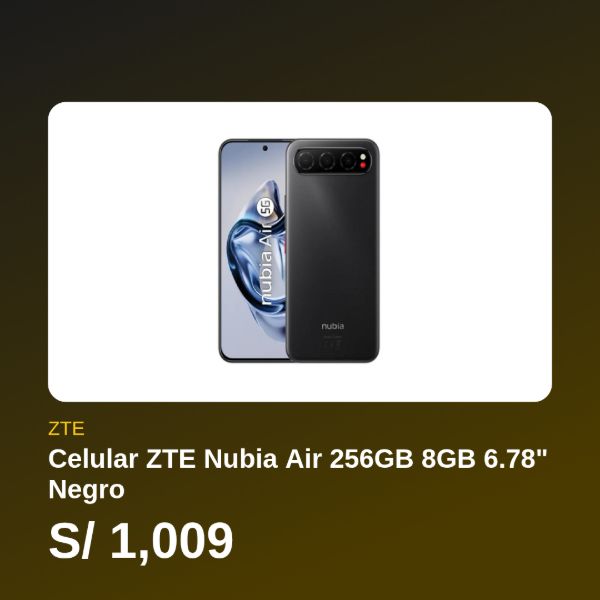 nubia Air 5G
nubia
ZTE
Celular ZTE Nubia Air 256GB 8GB 6.78"
Negro
S/ 1,009